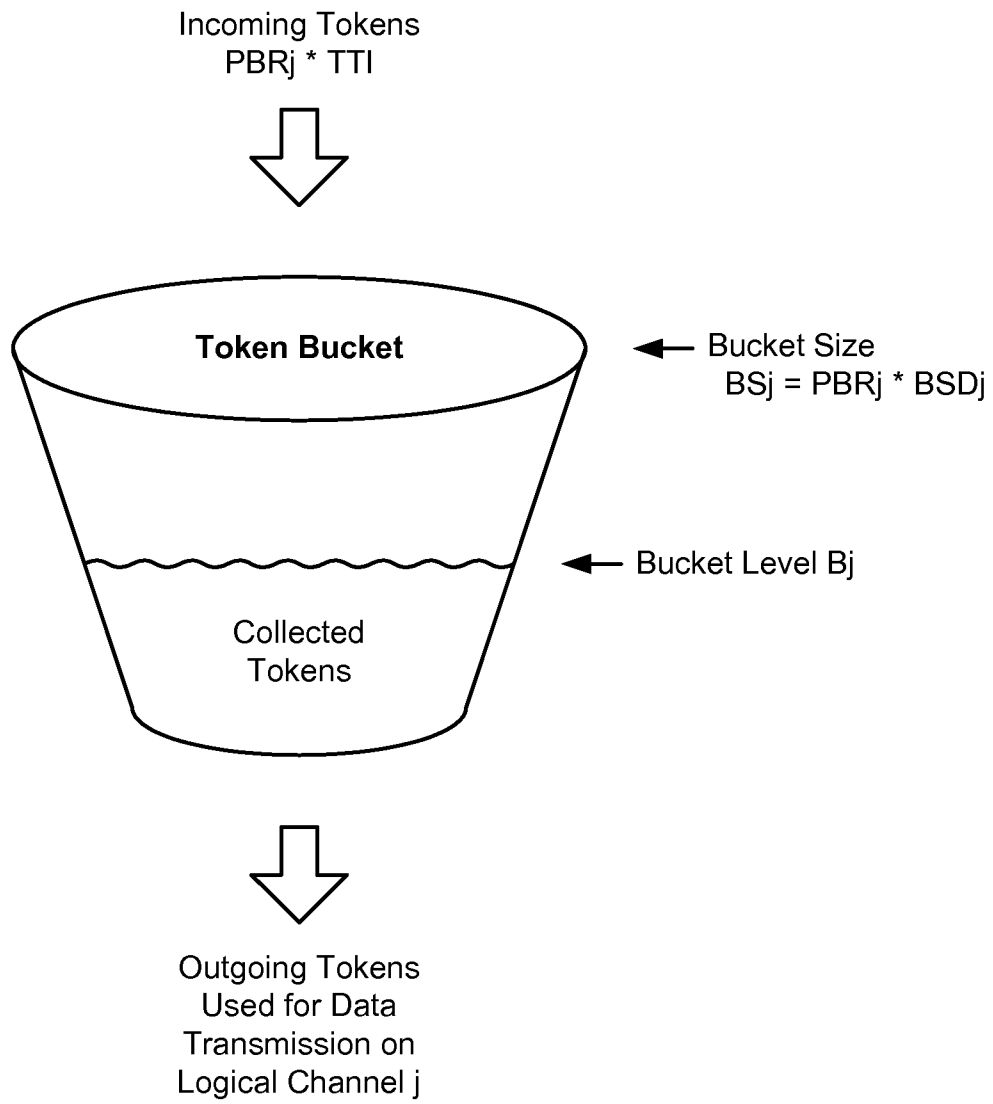 Incoming Tokens
PBRj * TTI
Token Bucket
Bucket Size
BSj = PBRj * BSDj
Bucket Level Bj
Collected
Tokens
Outgoing Tokens
Used for Data
Transmission on
Logical Channel j